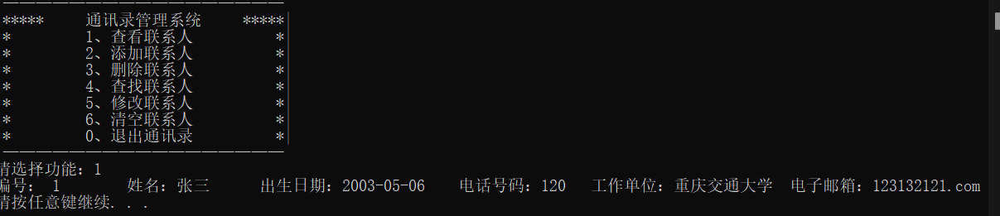 ***** 通讯录管理系统 *****
* 1、查看联系人 *
* 2、添加联系人 *
* 3、删除联系人 *
* 4、查找联系人 *
* 5、修改联系人 *
* 6、清空联系人 *
* 0、退出通讯录 *
请选择功能：1
编号： 1 姓名：张三 出生日期：2003-05-06 电话号码：120 工作单位：重庆交通大学 电子邮箱：123132121.com
请按任意键继续. . .